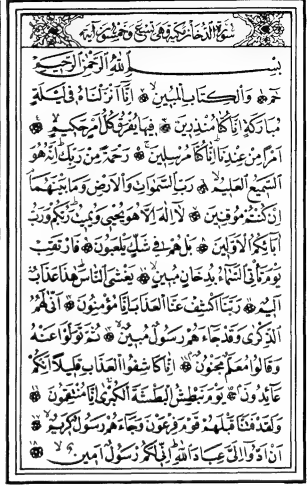 سورة الدخان مكية وهي تسع وخمسون آية
بسم الله الرحمن الرحيم
حم ۝ والكتاب المبين ۝ إنا أنزلناه في ليلة
مباركة إنا كنا منذرين ۝ فيها يفرق كل أمر حكيم ۝
أمرا من عندنا إنا كنا مرسلين ۝ رحمة من ربك إنه هو
السميع العليم ۝ رب السموات والأرض وما بينهما
إن كنتم موقنين ۝ لا إله إلا هو يحيى ويميت ربكم ورب
آبائكم الأولين ۝ بل هم في شك يلعبون ۝ فارتقب
يوم تأتي السماء بدخان مبين ۝ يغشى الناس هذا عذاب
أليم ۝ ربنا اكشف عنا العذاب إنا مؤمنون ۝ أنى لهم
الذكرى وقد جاءهم رسول مبين ۝ ثم تولوا عنه
وقالوا معلم مجنون ۝ إنا كاشفوا العذاب قليلا إنكم
عائدون ۝ يوم نبطش البطشة الكبرى إنا منتقمون ۝
ولقد فتنا قبلهم قوم فرعون وجاءهم رسول كريم ۝
أن أدوا إلي عباد الله إني لكم رسول أمين ۝